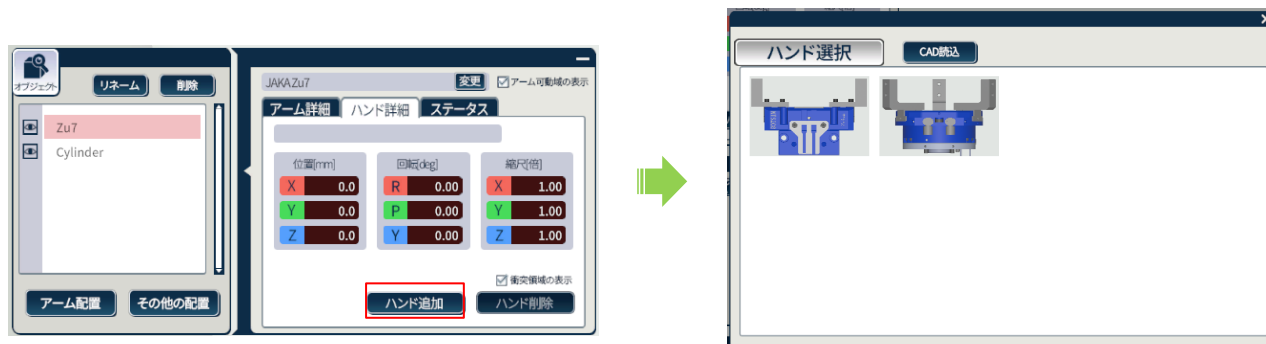 オブジェクト
リネーム
削除
Zu7
Cylinder
アーム配置
その他の配置
JAKA Zu7
変更
アーム可動域の表示
アーム詳細
ハンド詳細
ステータス
位置[mm]
回転[deg]
縮尺[倍]
X 0.0
R 0.00
X 1.00
Y 0.0
P 0.00
Y 1.00
Z 0.0
Y 0.00
Z 1.00
衝突領域の表示
ハンド追加
ハンド削除
ハンド選択
CAD読込